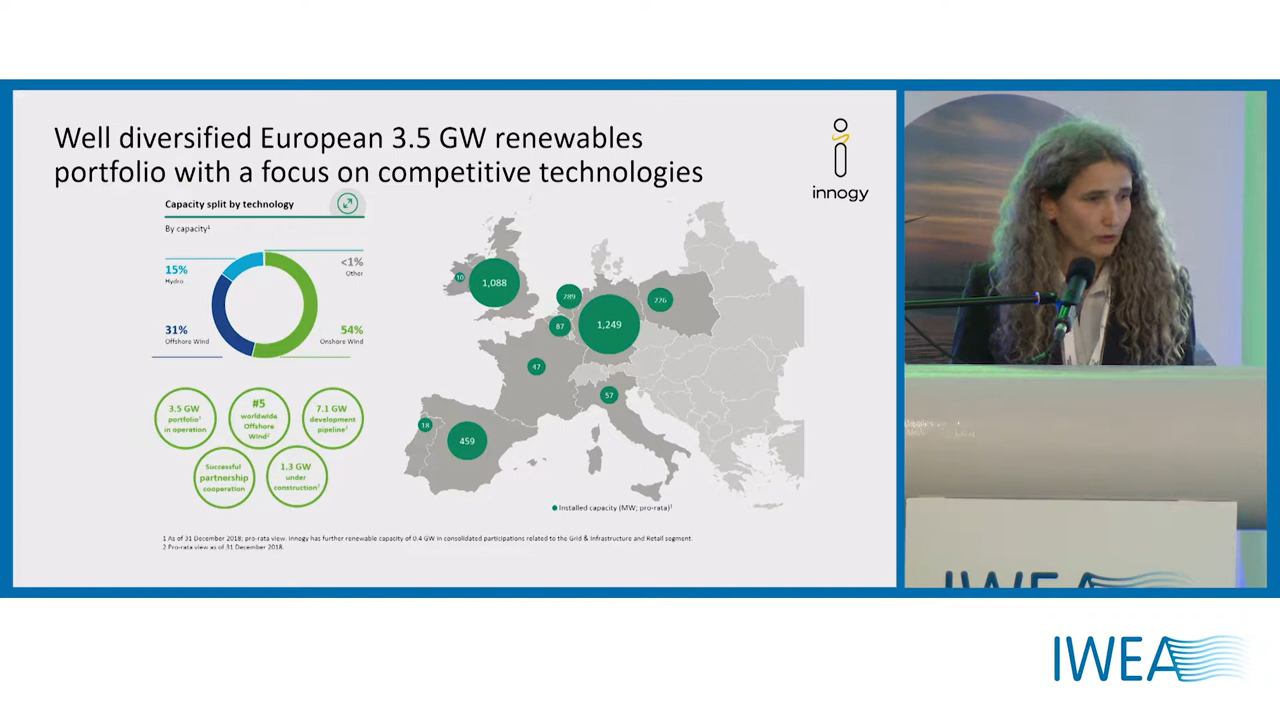 Well diversified European 3.5 GW renewables
portfolio with a focus on competitive technologies
innogy
Capacity split by technology
By capacity¹
15%
Hydro
<1%
Other
31%
Offshore Wind
54%
Onshore Wind
3.5 GW
portfolio¹
in operation
#5
worldwide
Offshore
Wind²
7.1 GW
development
pipeline²
Successful
partnership
cooperation
1.3 GW
under
construction²
10
1,088
289
1,249
226
87
47
57
18
459
Installed capacity (MW; pro-rata)¹
1 As of 31 December 2018; pro-rata view. Innogy has further renewable capacity of 0.4 GW in consolidated participations related to the Grid & Infrastructure and Retail segment.
2 Pro-rata view as of 31 December 2018.
IWEA
IWEA